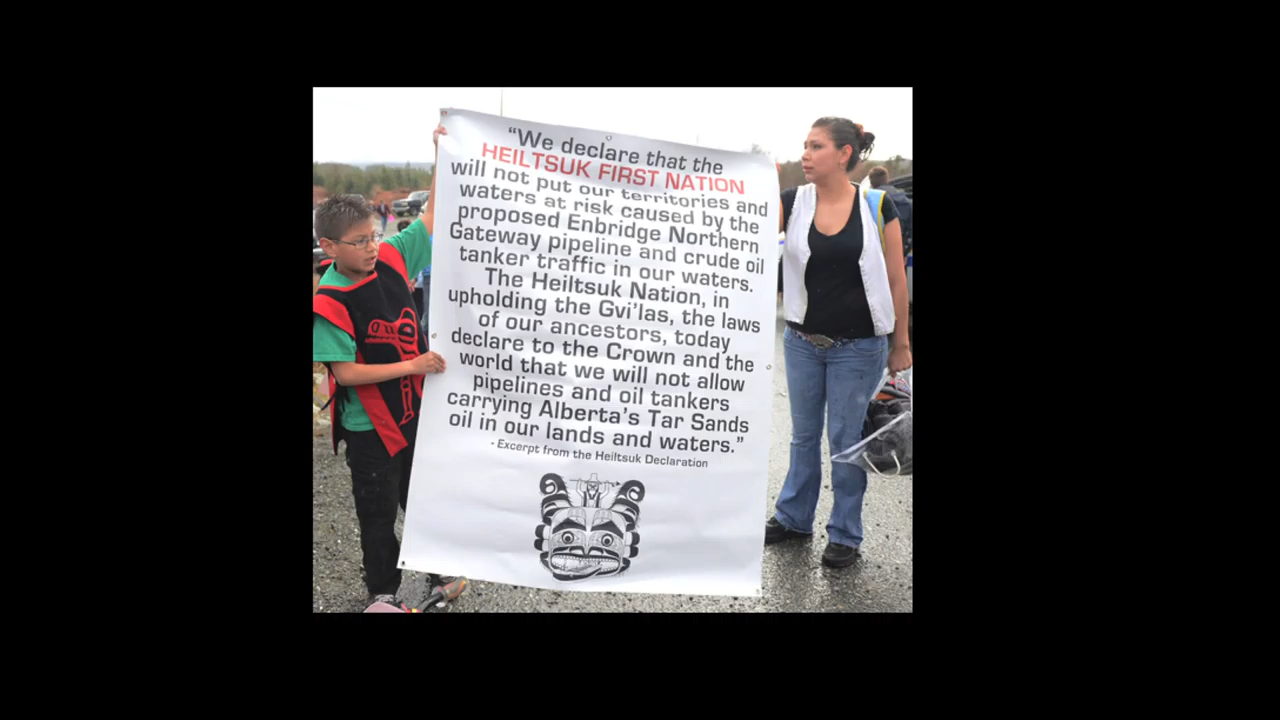 “We declare that the
HEILTSUK FIRST NATION
will not put our territories and
waters at risk caused by the
proposed Enbridge Northern
Gateway pipeline and crude oil
tanker traffic in our waters.
The Heiltsuk Nation, in
upholding the Gvi’las, the laws
of our ancestors, today
declare to the Crown and the
world that we will not allow
pipelines and oil tankers
carrying Alberta’s Tar Sands
oil in our lands and waters.”
- Excerpt from the Heiltsuk Declaration